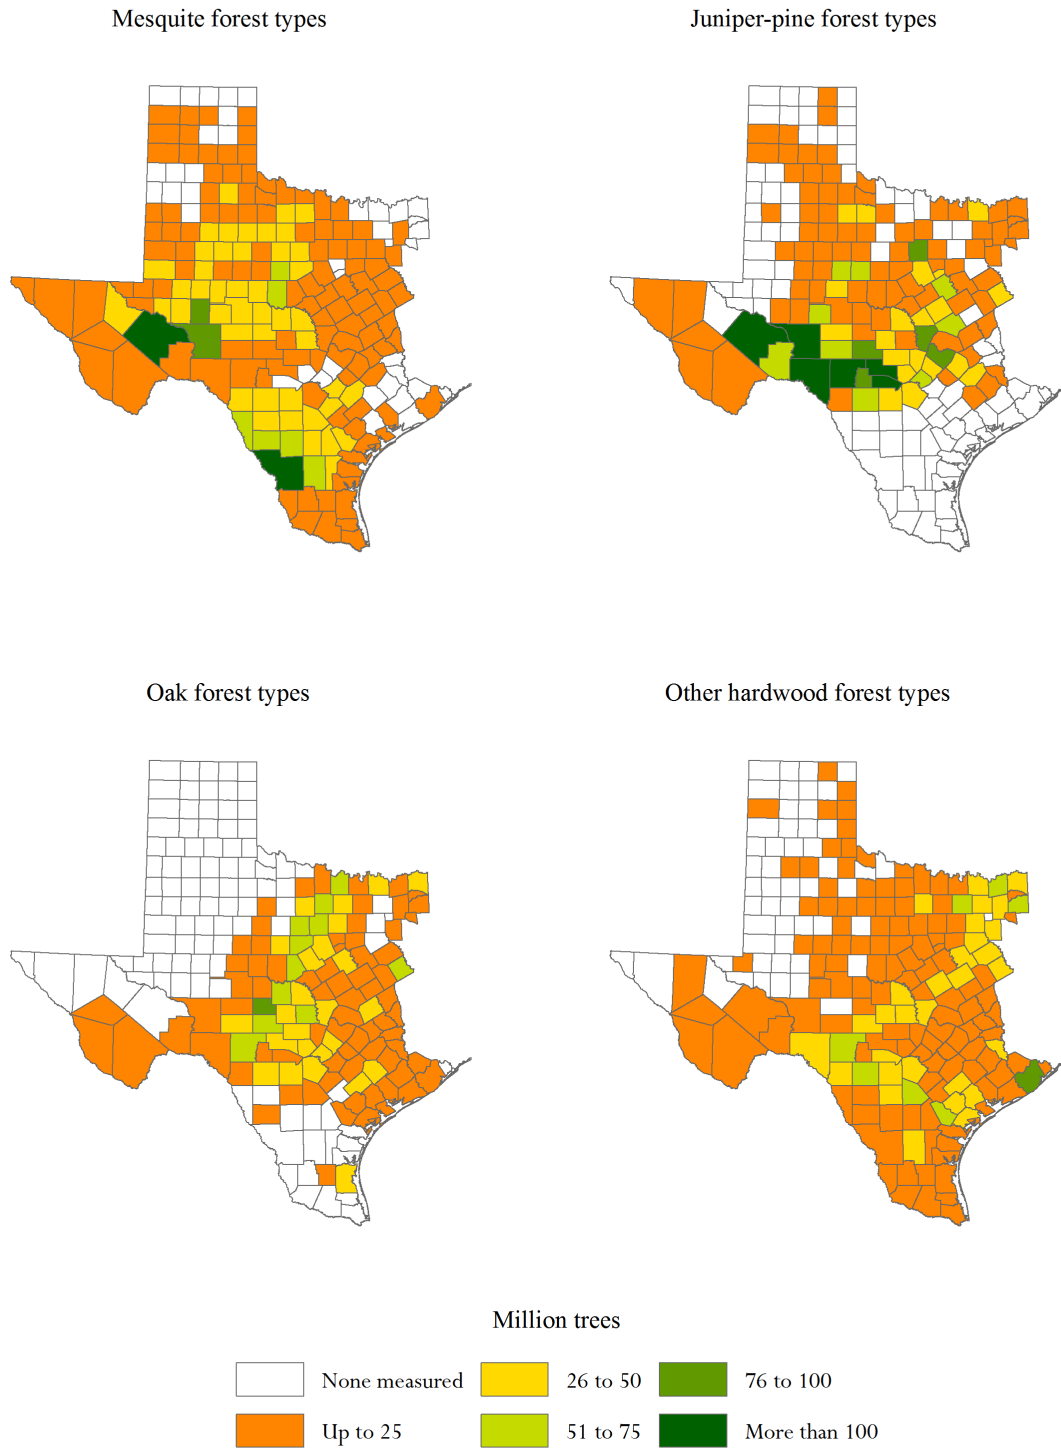 Mesquite forest types
Juniper-pine forest types
Oak forest types
Other hardwood forest types
Million trees
None measured
26 to 50
76 to 100
Up to 25
51 to 75
More than 100